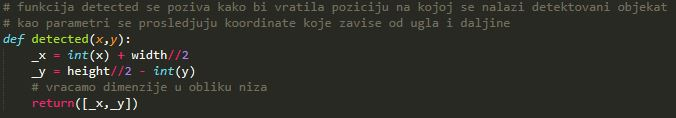 # funkcija detected se poziva kako bi vratila poziciju na kojoj se nalazi detektovani objekat
# kao parametri se prosledjuju koordinate koje zavise od ugla i daljine
def detected(x,y):
    _x = int(x) + width//2
    _y = height//2 - int(y)
    # vracamo dimenzije u obliku niza
    return([_x,_y])